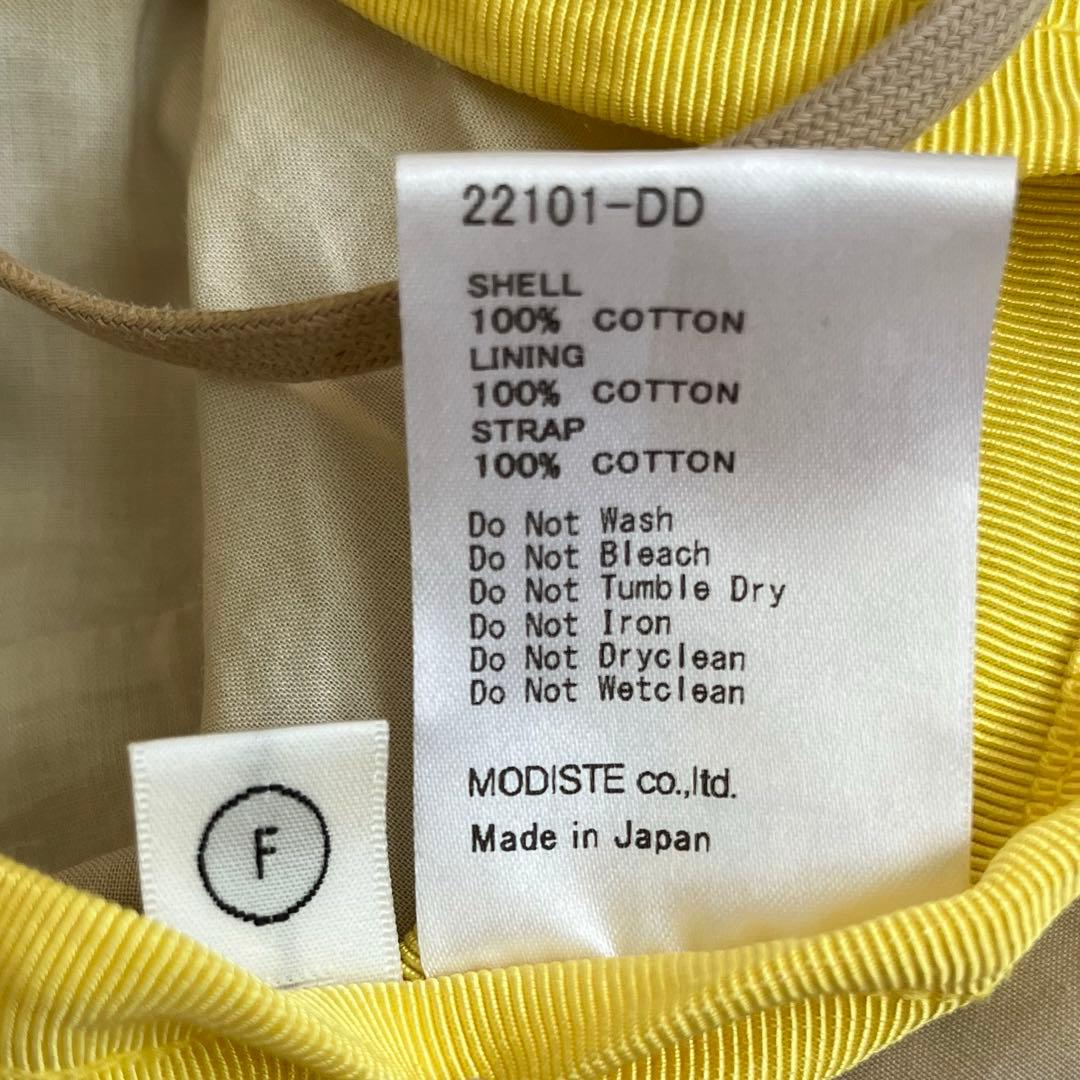 22101-DD
SHELL
100% COTTON
LINING
100% COTTON
STRAP
100% COTTON
Do Not Wash
Do Not Bleach
Do Not Tumble Dry
Do Not Iron
Do Not Dryclean
Do Not Wetclean
MODISTE co.,ltd.
Made in Japan
F